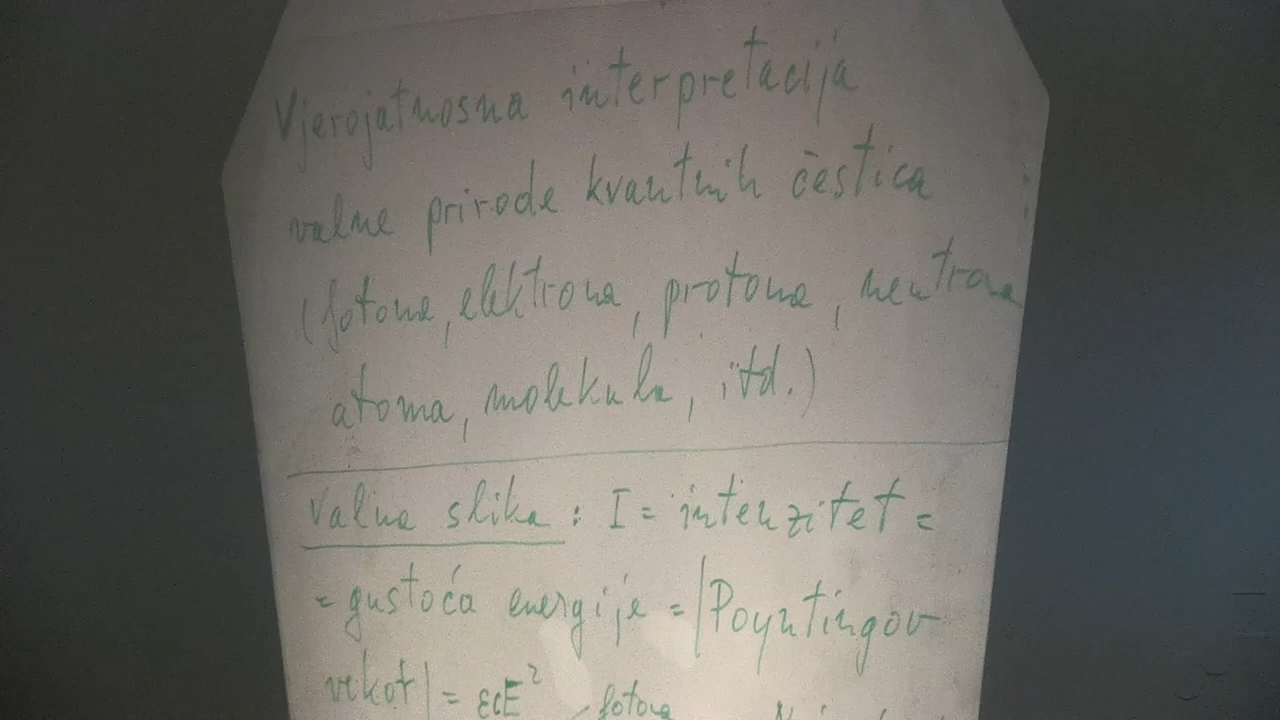 Vjerojatnosna interpretacija
valne prirode kvantnih čestica
(fotona, elektrona, protona, neutrona
atoma, molekula, itd.)
Valna slika : I = intenzitet =
= gustoća energije = |Poyntingov
vektor| = εcE²
fotona